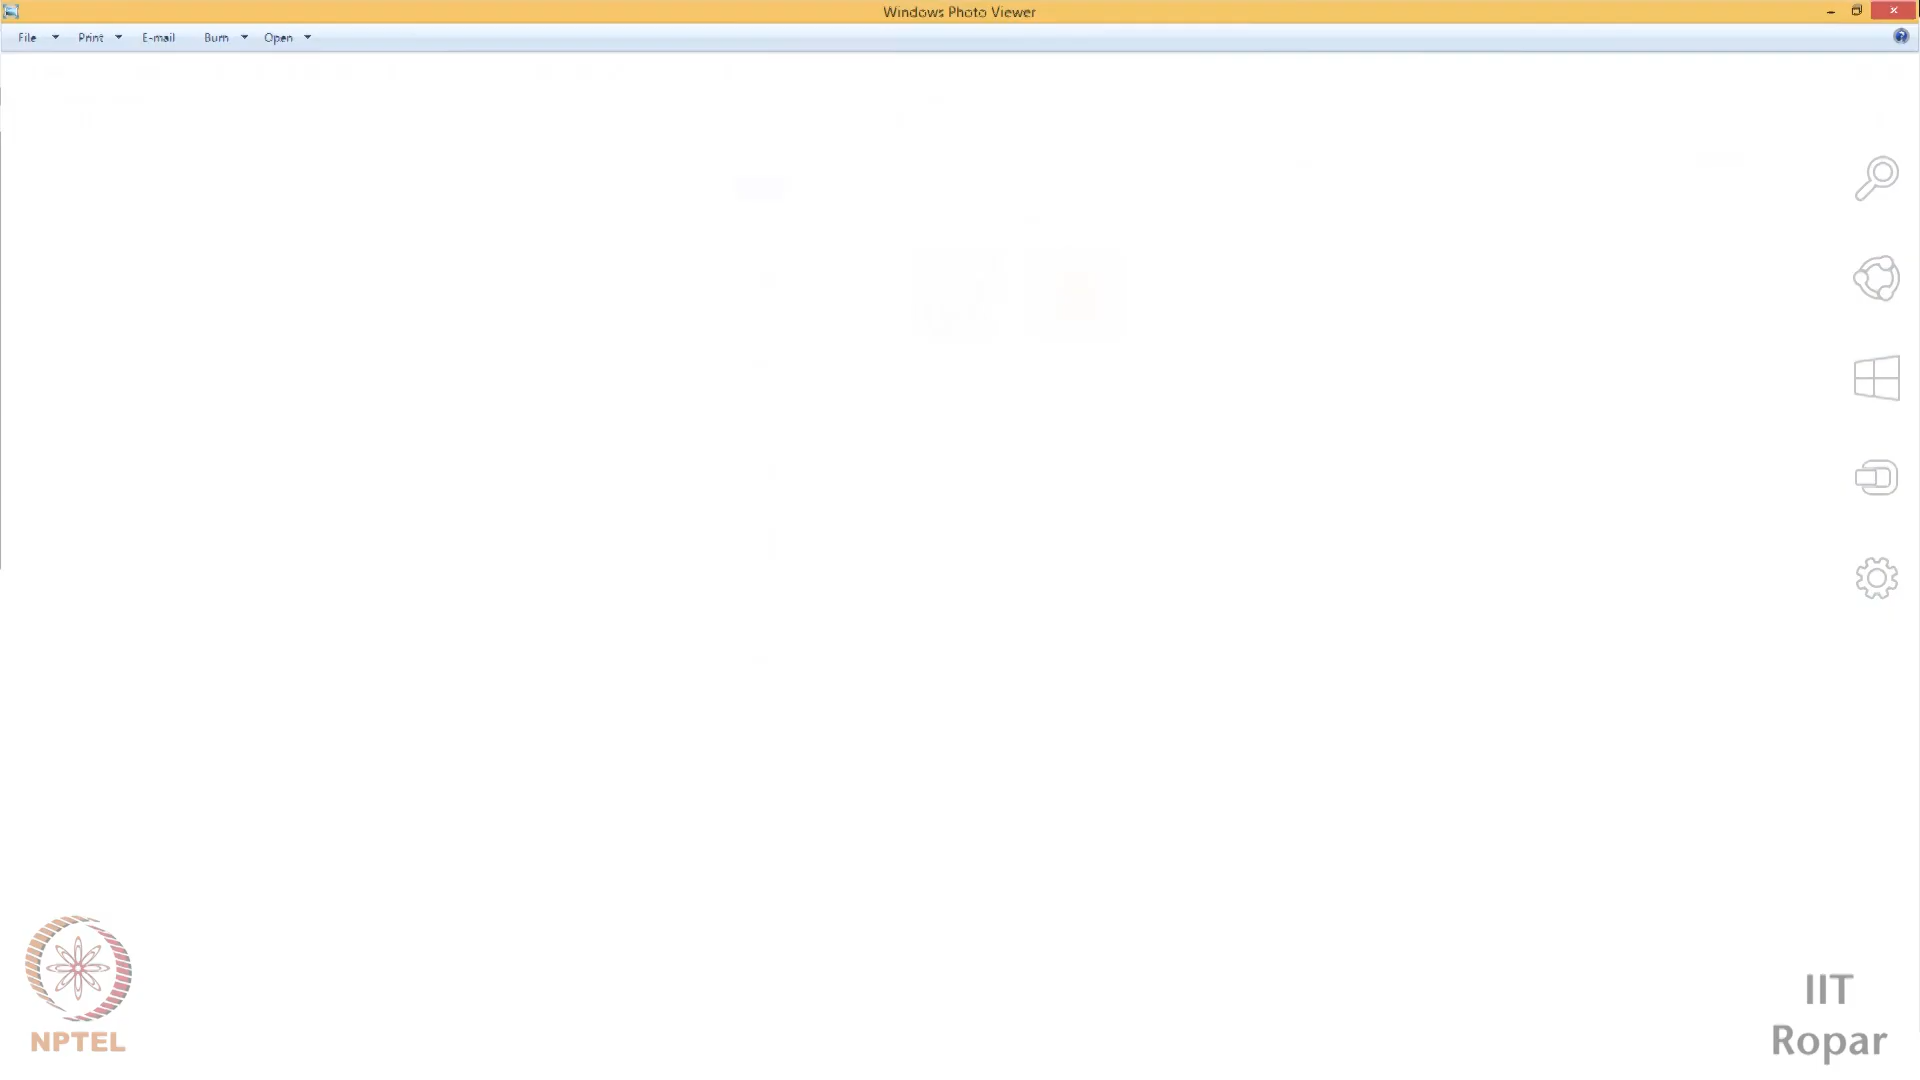 Windows Photo Viewer
File Print E-mail Burn Open
NPTEL
IIT
Ropar